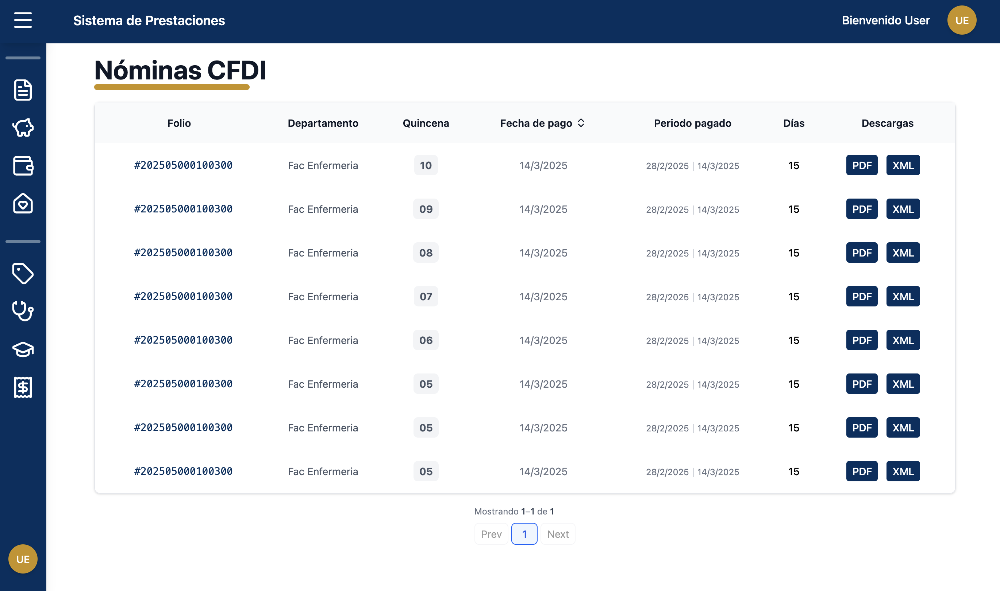 Sistema de Prestaciones
Bienvenido User
UE
Nóminas CFDI
Folio Departamento Quincena Fecha de pago Periodo pagado Días Descargas
#202505000100300 Fac Enfermeria 10 14/3/2025 28/2/2025 | 14/3/2025 15 PDF XML
#202505000100300 Fac Enfermeria 09 14/3/2025 28/2/2025 | 14/3/2025 15 PDF XML
#202505000100300 Fac Enfermeria 08 14/3/2025 28/2/2025 | 14/3/2025 15 PDF XML
#202505000100300 Fac Enfermeria 07 14/3/2025 28/2/2025 | 14/3/2025 15 PDF XML
#202505000100300 Fac Enfermeria 06 14/3/2025 28/2/2025 | 14/3/2025 15 PDF XML
#202505000100300 Fac Enfermeria 05 14/3/2025 28/2/2025 | 14/3/2025 15 PDF XML
#202505000100300 Fac Enfermeria 05 14/3/2025 28/2/2025 | 14/3/2025 15 PDF XML
#202505000100300 Fac Enfermeria 05 14/3/2025 28/2/2025 | 14/3/2025 15 PDF XML
Mostrando 1–1 de 1
Prev 1 Next
UE